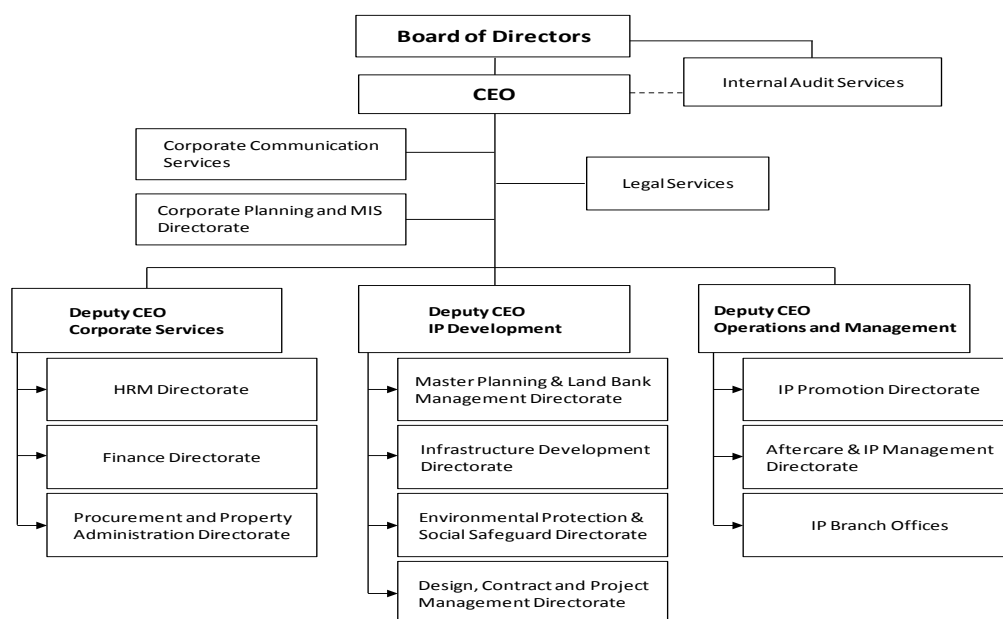 Board of Directors
Internal Audit Services
CEO
Corporate Communication
Services
Legal Services
Corporate Planning and MIS
Directorate
Deputy CEO
Corporate Services
HRM Directorate
Finance Directorate
Procurement and Property
Administration Directorate
Deputy CEO
IP Development
Master Planning & Land Bank
Management Directorate
Infrastructure Development
Directorate
Environmental Protection &
Social Safeguard Directorate
Design, Contract and Project
Management Directorate
Deputy CEO
Operations and Management
IP Promotion Directorate
Aftercare & IP Management
Directorate
IP Branch Offices